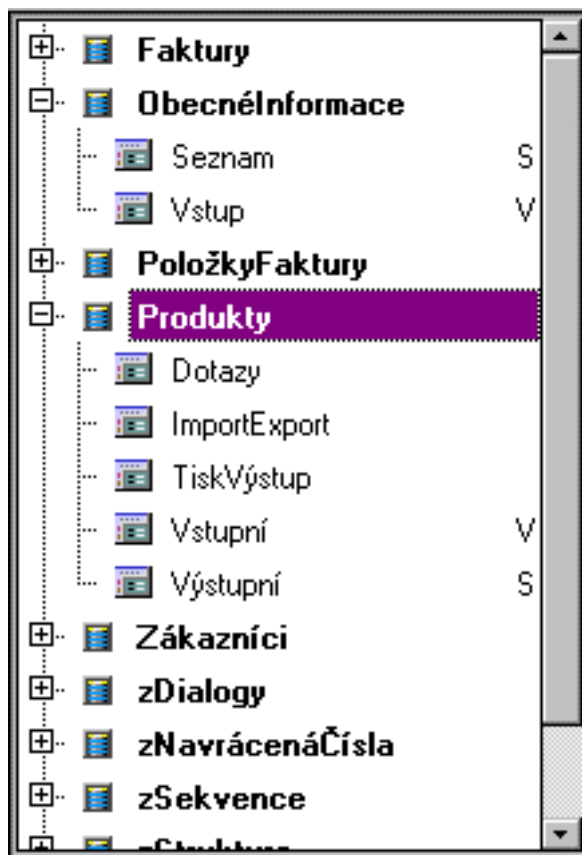 Faktury
ObecnéInformace
Seznam S
Vstup V
PoložkyFaktury
Produkty
Dotazy
ImportExport
TiskVýstup
Vstupní V
Výstupní S
Zákazníci
zDialogy
zNavrácenáČísla
zSekvence